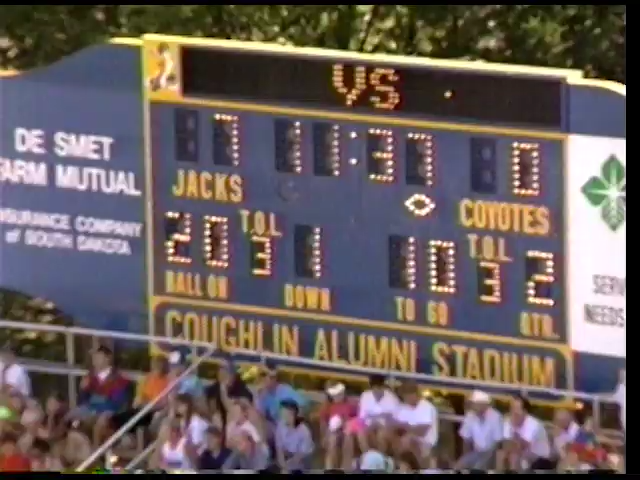 VS
DE SMET
FARM MUTUAL
INSURANCE COMPANY
of SOUTH DAKOTA
7 11:37 0
JACKS COYOTES
T.O.L T.O.L
20 3 1 10 3 2
BALL ON DOWN TO GO QTR.
COUGHLIN ALUMNI STADIUM
NEEDS